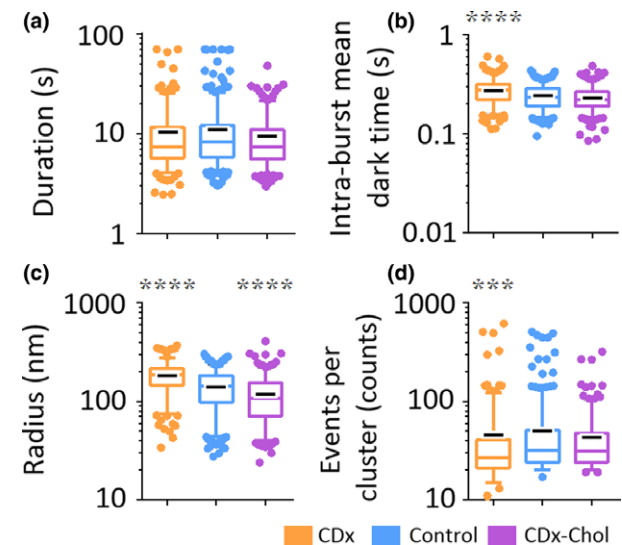 (a)
Duration (s)
100
10
1
(b)
****
Intra-burst mean
dark time (s)
1
0.1
0.01
(c)
**** ****
Radius (nm)
1000
100
10
(d)
***
Events per
cluster (counts)
1000
100
10
CDx Control CDx-Chol